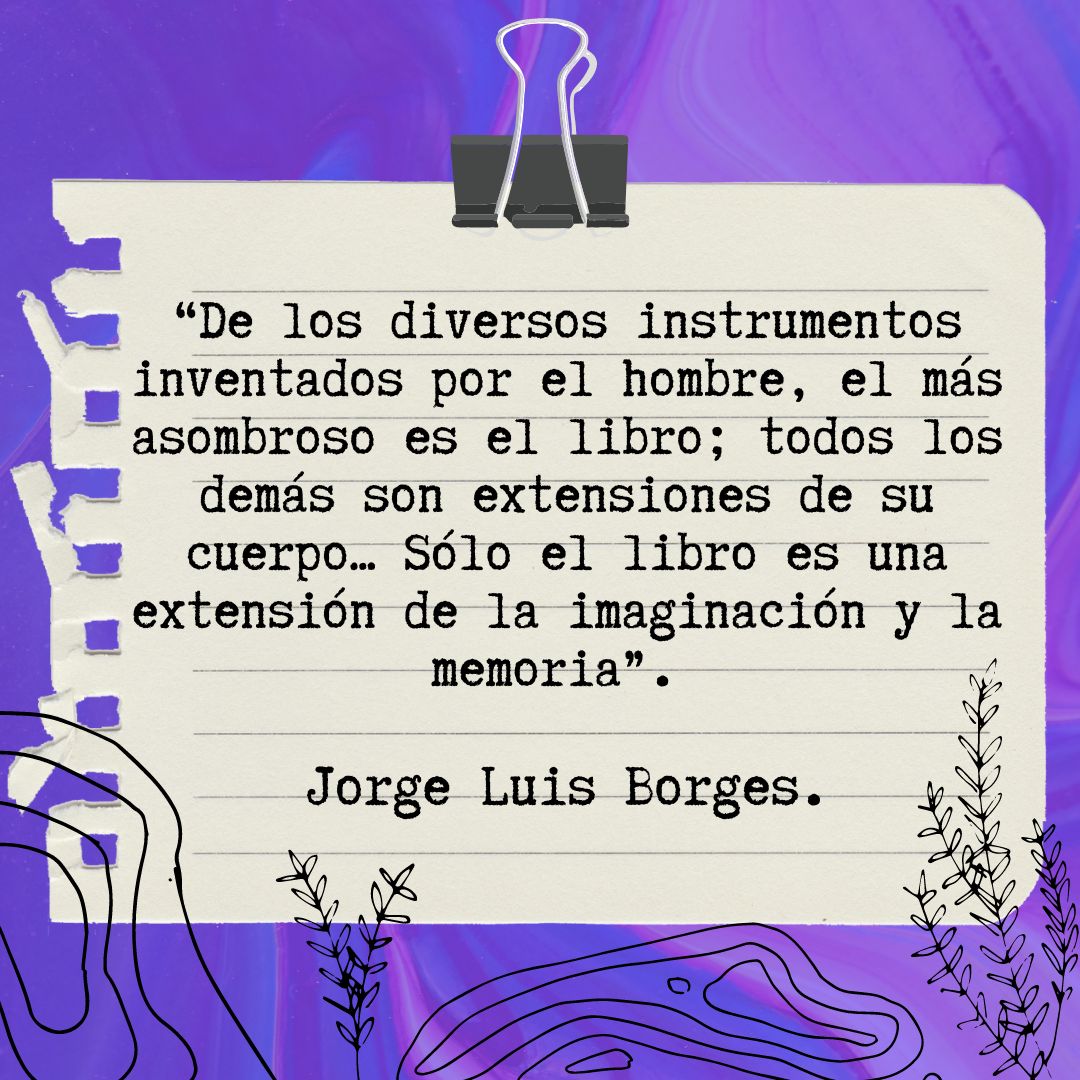 “De los diversos instrumentos
inventados por el hombre, el más
asombroso es el libro; todos los
demás son extensiones de su
cuerpo… Sólo el libro es una
extensión de la imaginación y la
memoria”.
Jorge Luis Borges.